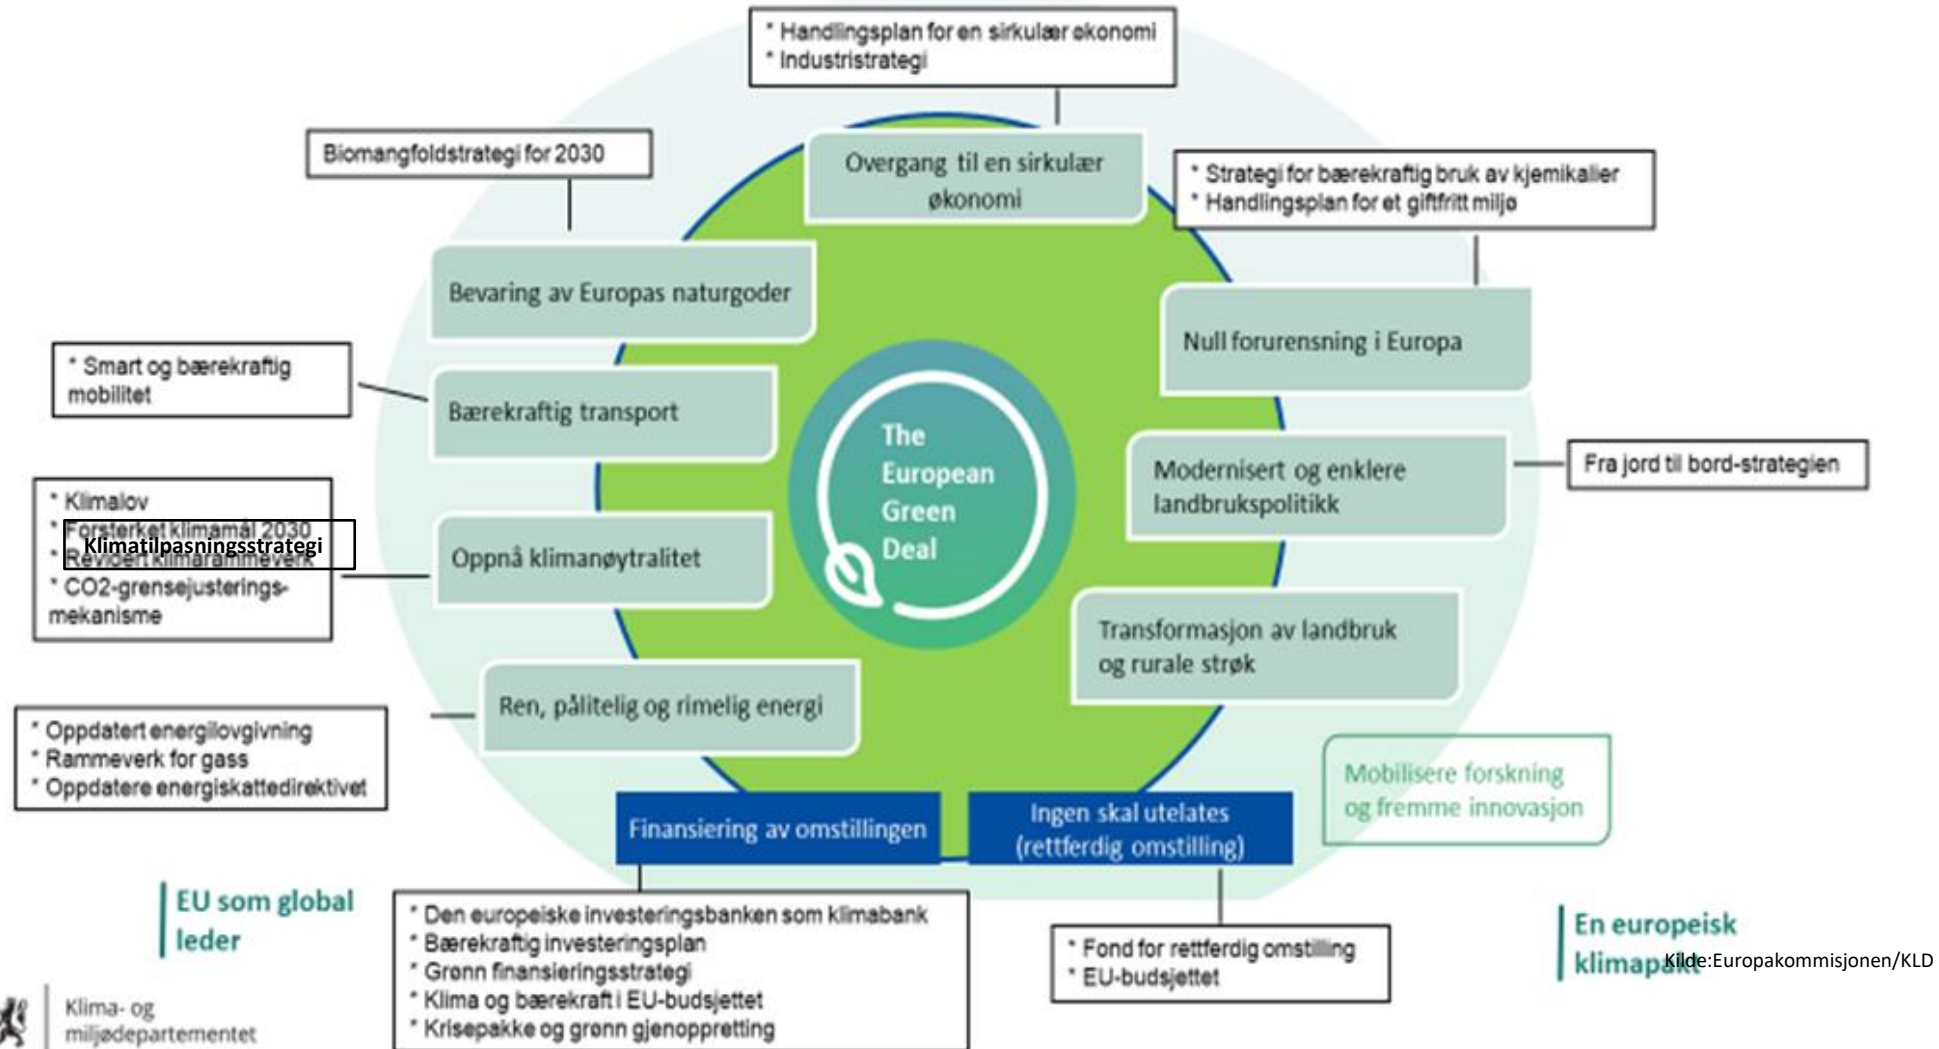 * Handlingsplan for en sirkulær økonomi
* Industristrategi
Biomangfoldstrategi for 2030
Overgang til en sirkulær
økonomi
* Strategi for bærekraftig bruk av kjemikalier
* Handlingsplan for et giftfritt miljø
Bevaring av Europas naturgoder
Null forurensning i Europa
* Smart og bærekraftig
mobilitet
Bærekraftig transport
The
European
Green
Deal
Modernisert og enklere
landbrukspolitikk
Fra jord til bord-strategien
* Klimalov
* Forsterket klimamål 2030
Klimatilpasningsstrategi
* Revidert klimarammeverk
* CO2-grensejusterings-
mekanisme
Oppnå klimanøytralitet
Transformasjon av landbruk
og rurale strøk
Ren, pålitelig og rimelig energi
* Oppdatert energilovgivning
* Rammeverk for gass
* Oppdatere energiskattedirektivet
Mobilisere forskning
og fremme innovasjon
Finansiering av omstillingen
Ingen skal utelates
(rettferdig omstilling)
EU som global
leder
* Den europeiske investeringsbanken som klimabank
* Bærekraftig investeringsplan
* Grønn finansieringsstrategi
* Klima og bærekraft i EU-budsjettet
* Krisepakke og grønn gjenoppretting
* Fond for rettferdig omstilling
* EU-budsjettet
En europeisk
klimapakt
Kilde:Europakommisjonen/KLD
Klima- og
miljødepartementet